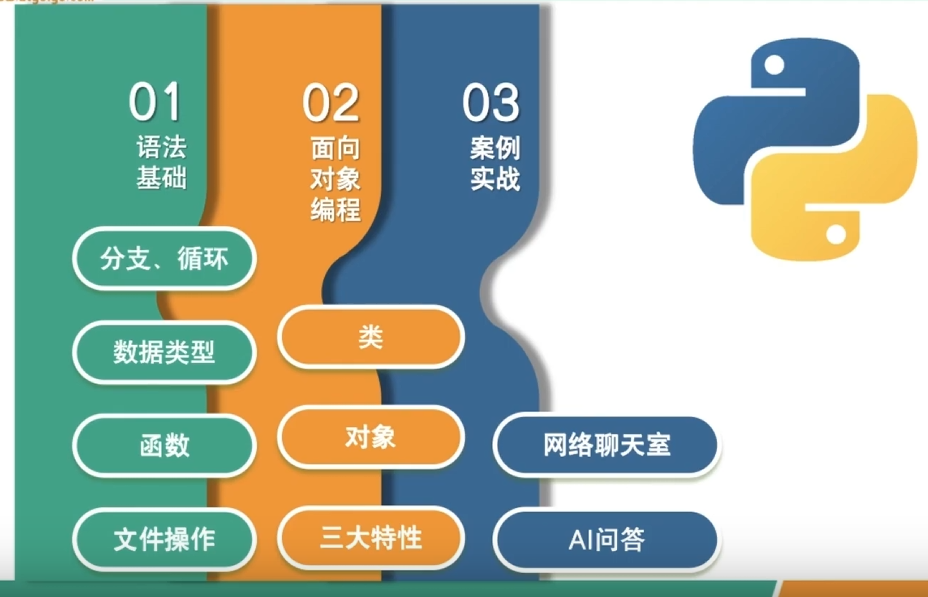 01
语法
基础
02
面向
对象
编程
03
案例
实战
分支、循环
数据类型
函数
文件操作
类
对象
三大特性
网络聊天室
AI问答